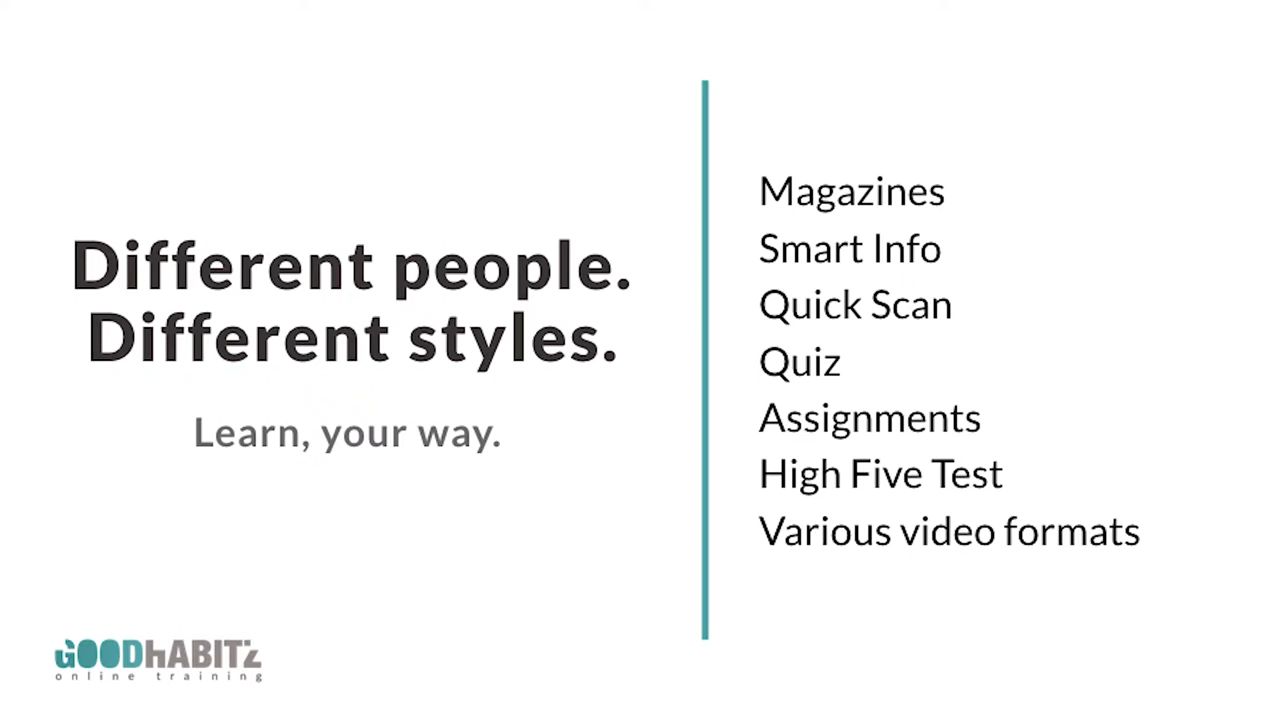 Different people.
Different styles.
Learn, your way.
Magazines
Smart Info
Quick Scan
Quiz
Assignments
High Five Test
Various video formats
GOODHABITZ
online training